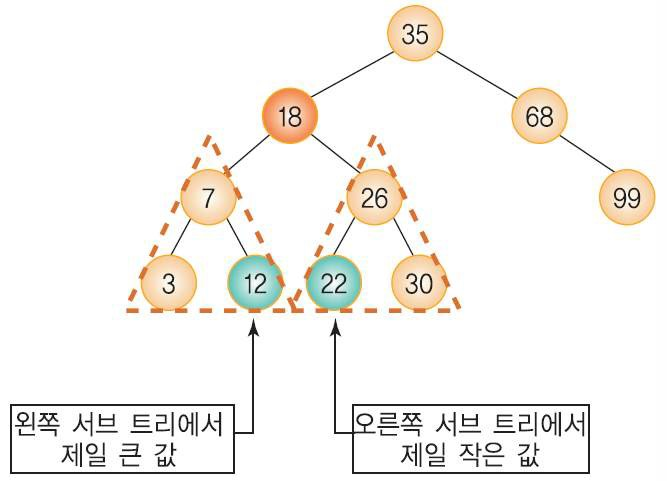 35
18
68
7
26
99
3
12
22
30
왼쪽 서브 트리에서
제일 큰 값
오른쪽 서브 트리에서
제일 작은 값